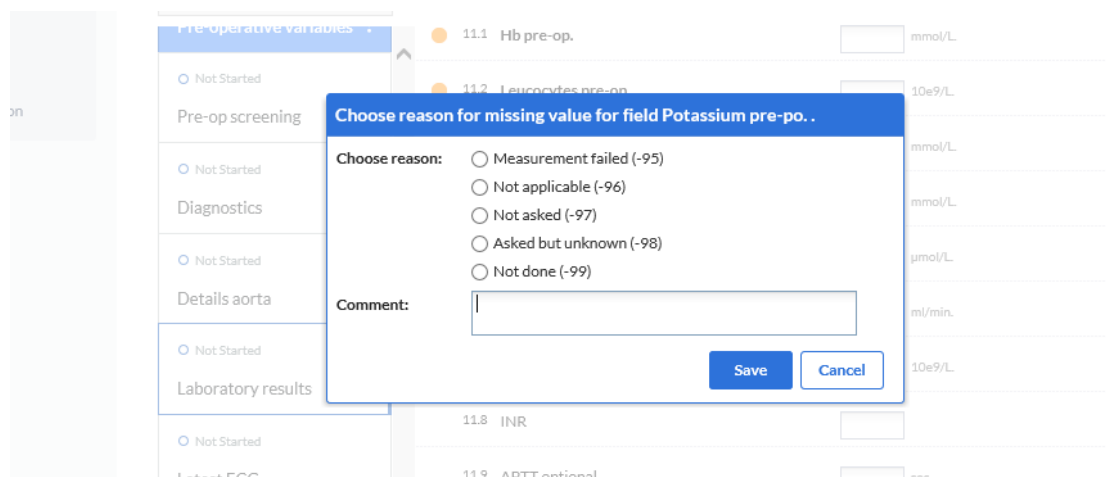 Pre-operative variables
11.1 Hb pre-op. mmol/L.
Not Started
11.2 Leucocytes pre-op 10e9/L.
on
Pre-op screening
Choose reason for missing value for field Potassium pre-po. .
mmol/L.
Choose reason:
Measurement failed (-95)
Not Started
Not applicable (-96)
Diagnostics
mmol/L.
Not asked (-97)
Asked but unknown (-98)
Not Started
µmol/L.
Not done (-99)
Details aorta
Comment:
ml/min.
Not Started
Save
Cancel
10e9/L.
Laboratory results
11.8 INR
Not Started
11.9 APTT optional
Latest ECG